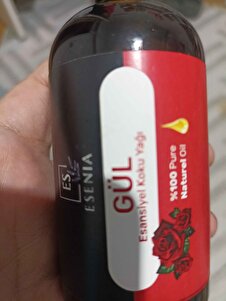 ES
ESENIA
GÜL
Esansiyel Koku Yağı
%100 Pure
Naturel Oil